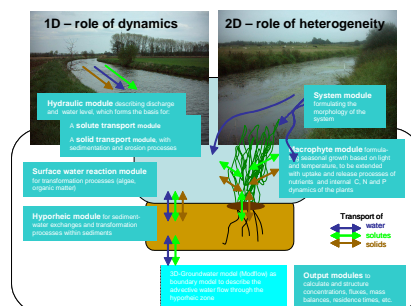 1D – role of dynamics
2D – role of heterogeneity
Hydraulic module describing discharge
and water level, which forms the basis for:
A solute transport module
A solid transport module, with
sedimentation and erosion processes
System module
formulating the
morphology of the
system
Surface water reaction module
for transformation processes (algae,
organic matter)
Macrophyte module formula-
seasonal growth based on light
and temperature, to be extended
with uptake and release processes of
nutrients and internal C, N and P
dynamics of the plants
Hyporheic module for sediment-
water exchanges and transformation
processes within sediments
Transport of
water
solutes
solids
3D-Groundwater model (Modflow) as
boundary model to describe the
advective water flow through the
hyporheic zone
Output modules to
calculate and structure
concentrations, fluxes, mass
balances, residence times, etc.